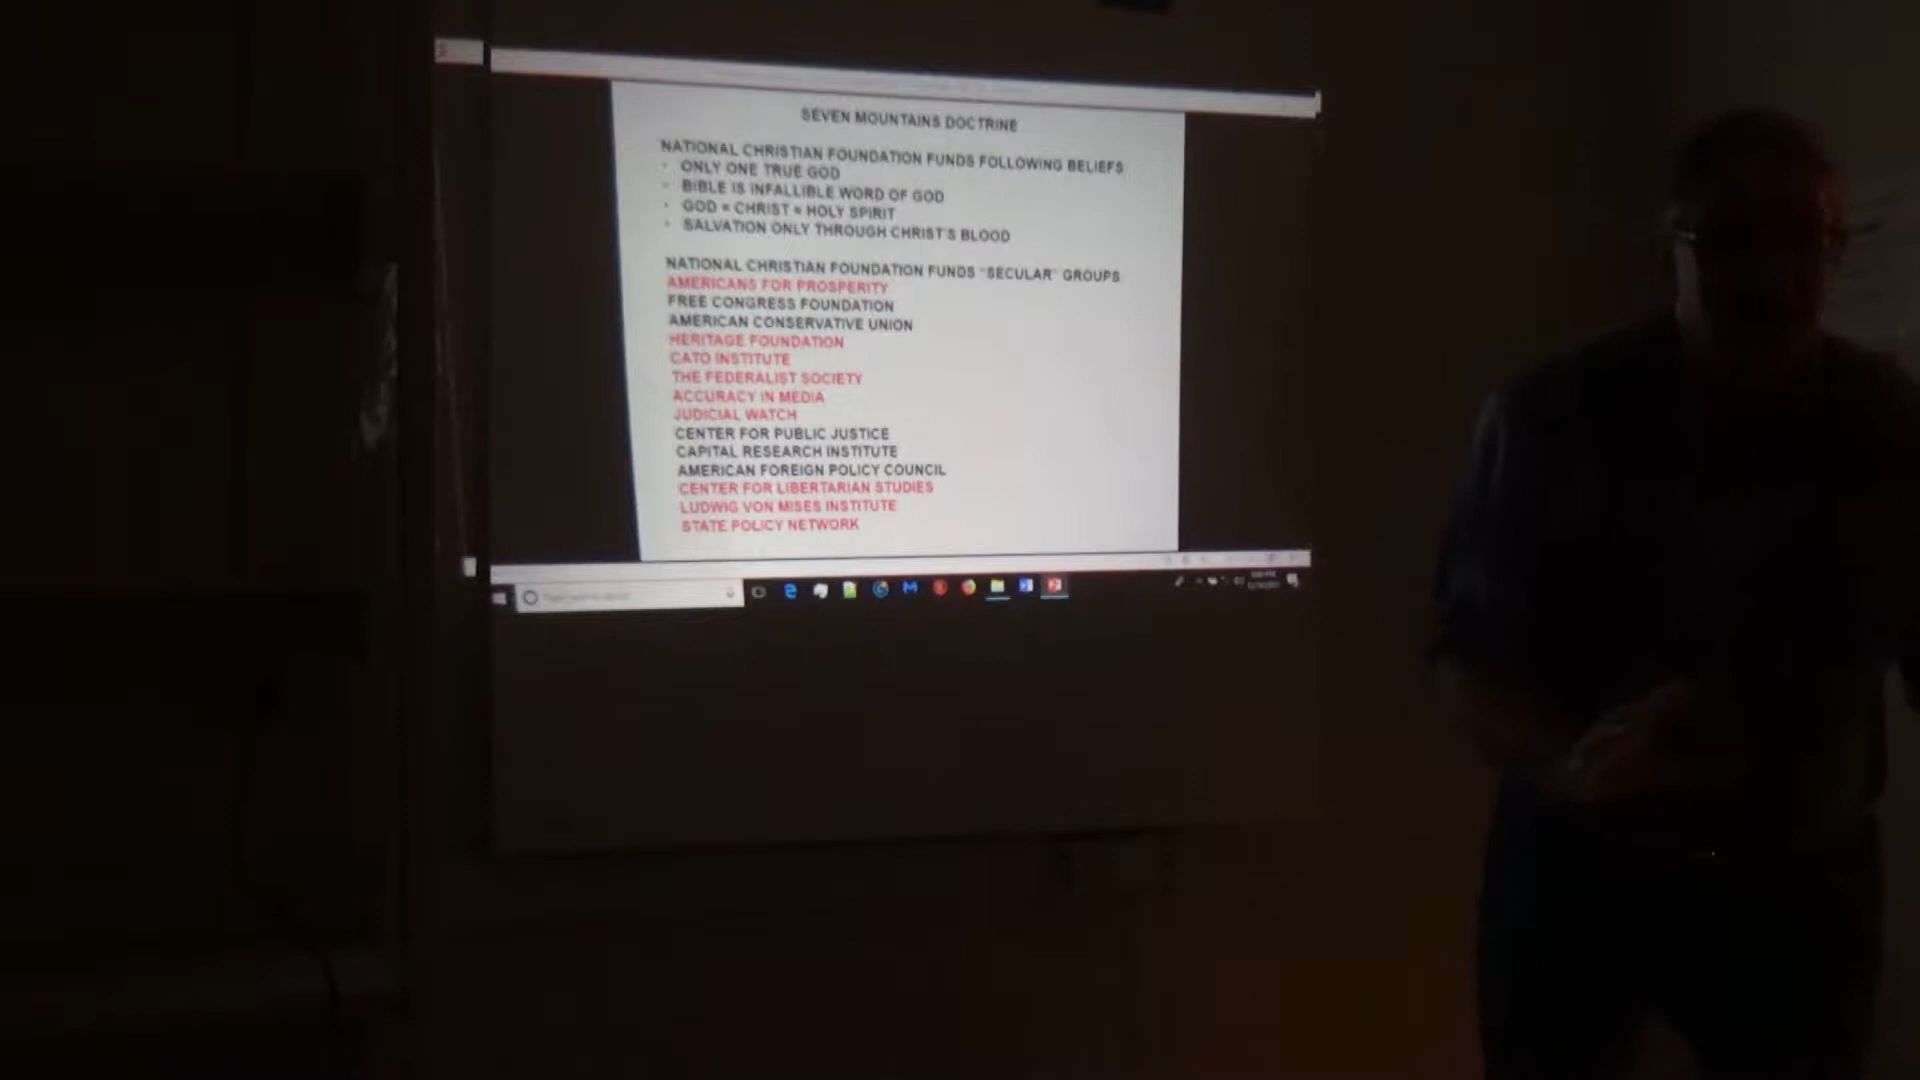 SEVEN MOUNTAINS DOCTRINE
NATIONAL CHRISTIAN FOUNDATION FUNDS FOLLOWING BELIEFS
• ONLY ONE TRUE GOD
• BIBLE IS INFALLIBLE WORD OF GOD
• GOD = CHRIST = HOLY SPIRIT
• SALVATION ONLY THROUGH CHRIST'S BLOOD
NATIONAL CHRISTIAN FOUNDATION FUNDS "SECULAR" GROUPS
AMERICANS FOR PROSPERITY
FREE CONGRESS FOUNDATION
AMERICAN CONSERVATIVE UNION
HERITAGE FOUNDATION
CATO INSTITUTE
THE FEDERALIST SOCIETY
ACCURACY IN MEDIA
JUDICIAL WATCH
CENTER FOR PUBLIC JUSTICE
CAPITAL RESEARCH INSTITUTE
AMERICAN FOREIGN POLICY COUNCIL
CENTER FOR LIBERTARIAN STUDIES
LUDWIG VON MISES INSTITUTE
STATE POLICY NETWORK